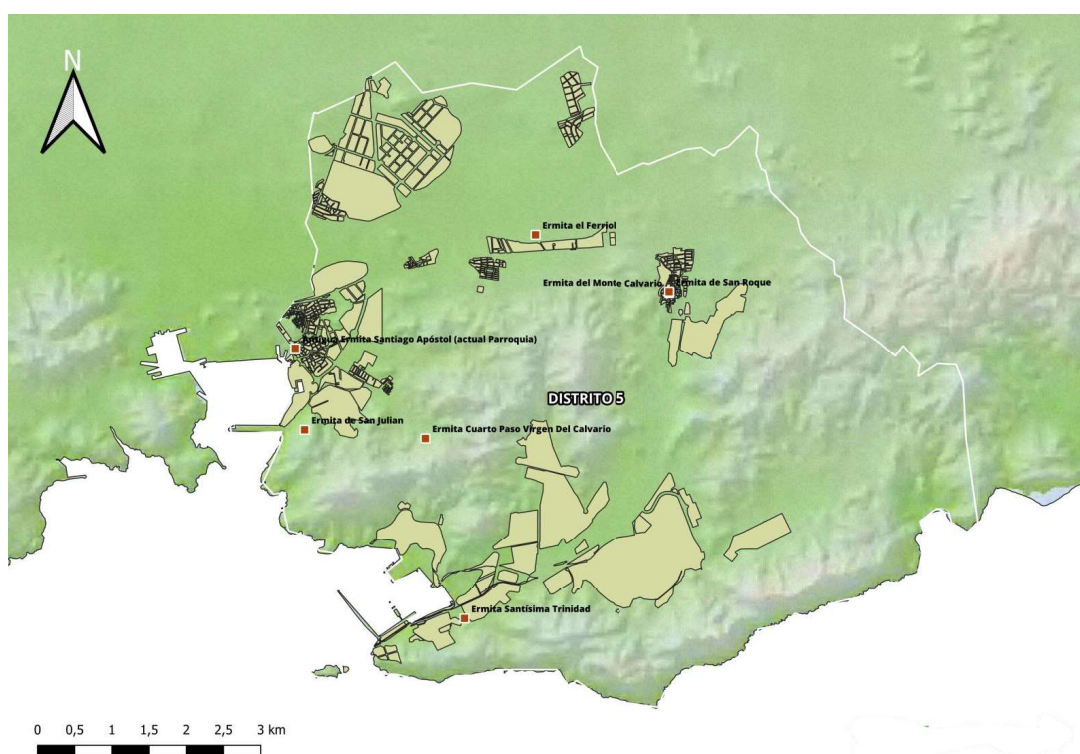 N
Ermita el Ferriol
Ermita del Monte Calvario
Ermita de San Roque
Antigua Ermita Santiago Apóstol (actual Parroquia)
DISTRITO 5
Ermita de San Julian
Ermita Cuarto Paso Virgen Del Calvario
Ermita Santísima Trinidad
0 0,5 1 1,5 2 2,5 3 km